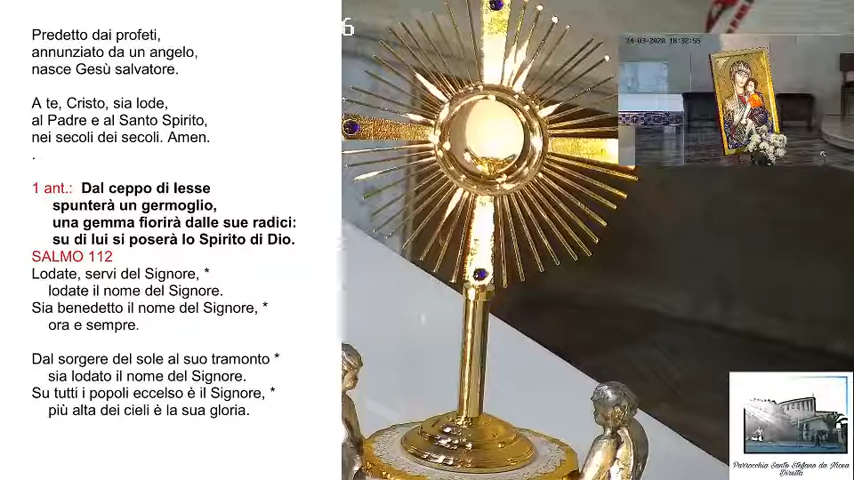 Predetto dai profeti,
annunziato da un angelo,
nasce Gesù salvatore.
A te, Cristo, sia lode,
al Padre e al Santo Spirito,
nei secoli dei secoli. Amen.
.
1 ant.: Dal ceppo di Iesse
spunterà un germoglio,
una gemma fiorirà dalle sue radici:
su di lui si poserà lo Spirito di Dio.
SALMO 112
Lodate, servi del Signore, *
lodate il nome del Signore.
Sia benedetto il nome del Signore, *
ora e sempre.
Dal sorgere del sole al suo tramonto *
sia lodato il nome del Signore.
Su tutti i popoli eccelso è il Signore, *
più alta dei cieli è la sua gloria.
6
24-03-2020 18:32:55
Parrocchia Santo Stefano da Nicea
Diretta